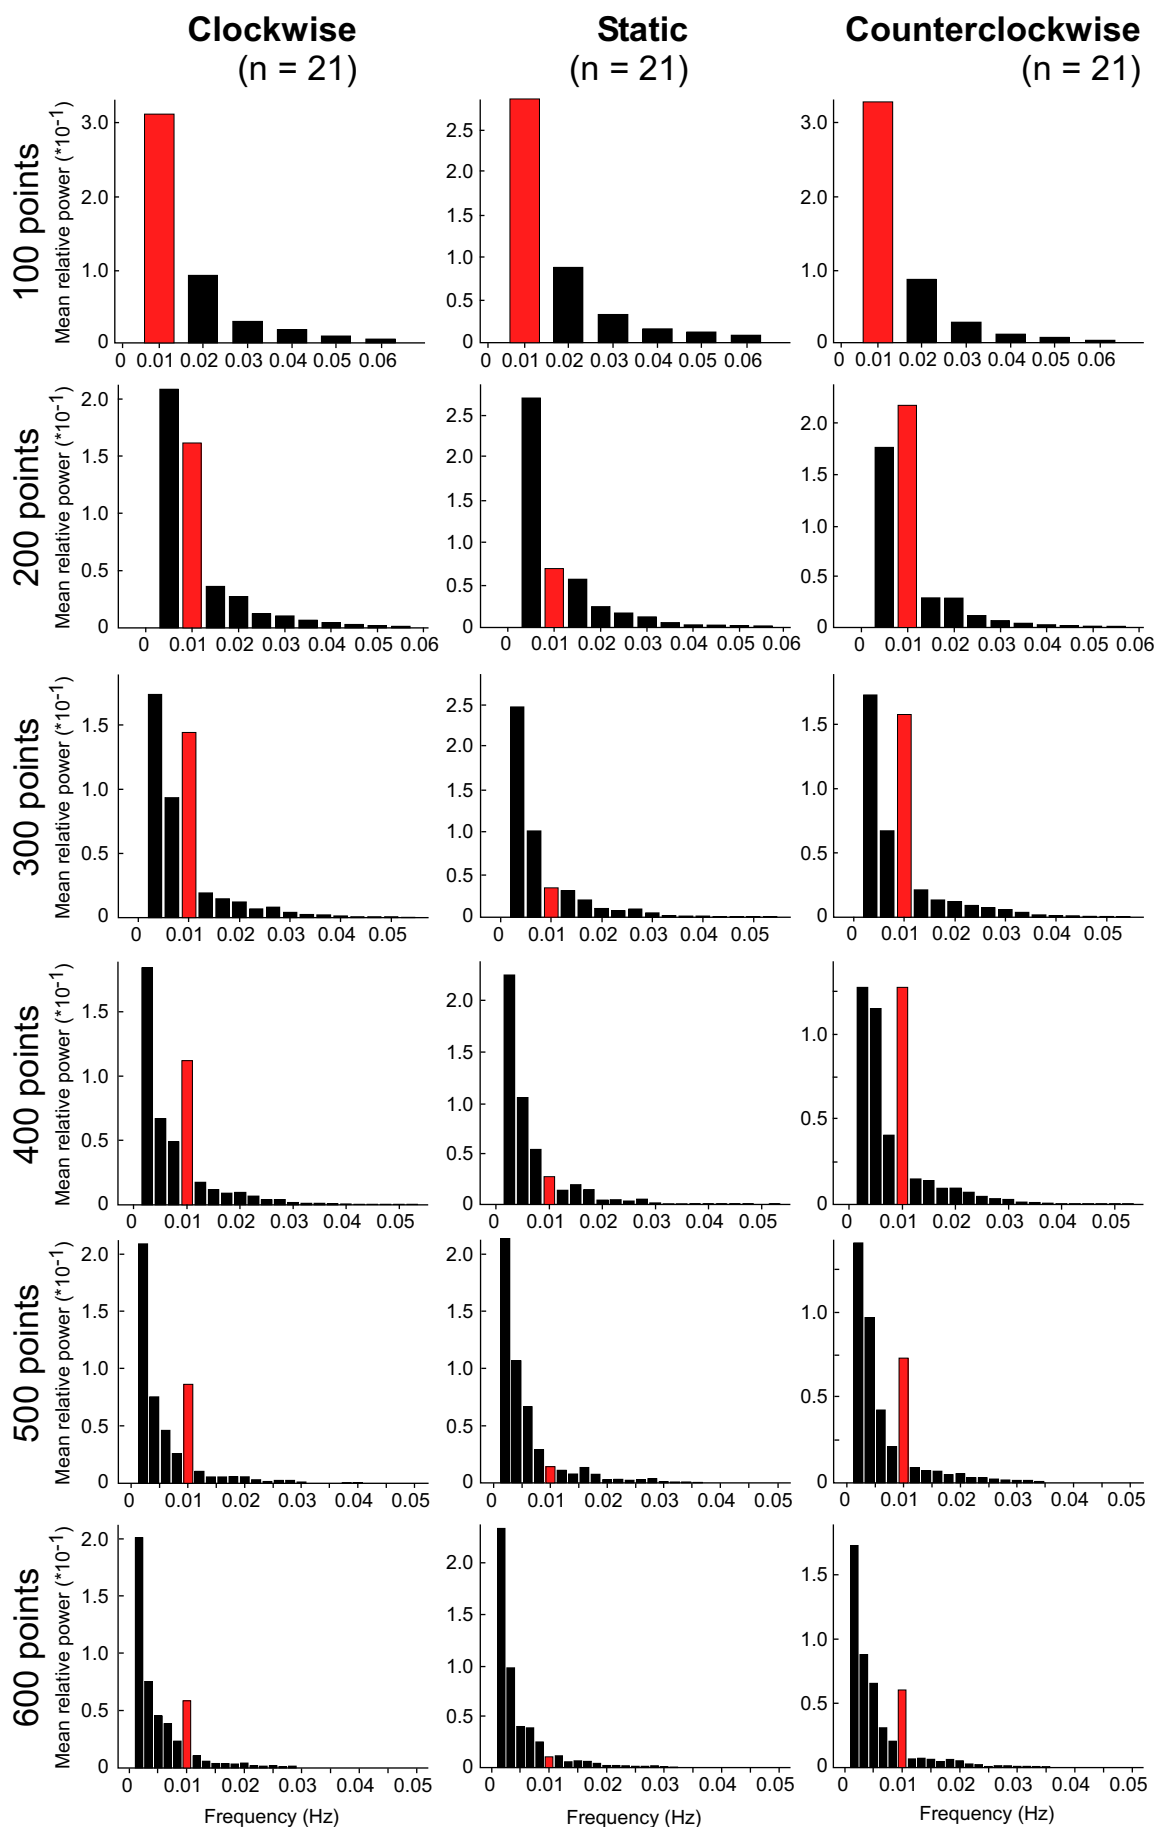 Clockwise Static Counterclockwise
(n = 21) (n = 21) (n = 21)
100 points
Mean relative power (*10-1)
3.0 2.0 1.0 0
0 0.01 0.02 0.03 0.04 0.05 0.06
2.5 2.0 1.5 1.0 0.5 0
0 0.01 0.02 0.03 0.04 0.05 0.06
3.0 2.0 1.0 0
0 0.01 0.02 0.03 0.04 0.05 0.06
200 points
Mean relative power (*10-1)
2.0 1.5 1.0 0.5 0
0 0.01 0.02 0.03 0.04 0.05 0.06
2.5 2.0 1.5 1.0 0.5 0
0 0.01 0.02 0.03 0.04 0.05 0.06
2.0 1.5 1.0 0.5 0
0 0.01 0.02 0.03 0.04 0.05 0.06
300 points
Mean relative power (*10-1)
1.5 1.0 0.5 0
0 0.01 0.02 0.03 0.04 0.05
2.5 2.0 1.5 1.0 0.5 0
0 0.01 0.02 0.03 0.04 0.05
1.5 1.0 0.5 0
0 0.01 0.02 0.03 0.04 0.05
400 points
Mean relative power (*10-1)
1.5 1.0 0.5 0
0 0.01 0.02 0.03 0.04 0.05
2.0 1.5 1.0 0.5 0
0 0.01 0.02 0.03 0.04 0.05
1.0 0.5 0
0 0.01 0.02 0.03 0.04 0.05
500 points
Mean relative power (*10-1)
2.0 1.5 1.0 0.5 0
0 0.01 0.02 0.03 0.04 0.05
2.0 1.5 1.0 0.5 0
0 0.01 0.02 0.03 0.04 0.05
1.0 0.5 0
0 0.01 0.02 0.03 0.04 0.05
600 points
Mean relative power (*10-1)
2.0 1.5 1.0 0.5 0
0 0.01 0.02 0.03 0.04 0.05
2.0 1.5 1.0 0.5 0
0 0.01 0.02 0.03 0.04 0.05
1.5 1.0 0.5 0
0 0.01 0.02 0.03 0.04 0.05
Frequency (Hz) Frequency (Hz) Frequency (Hz)